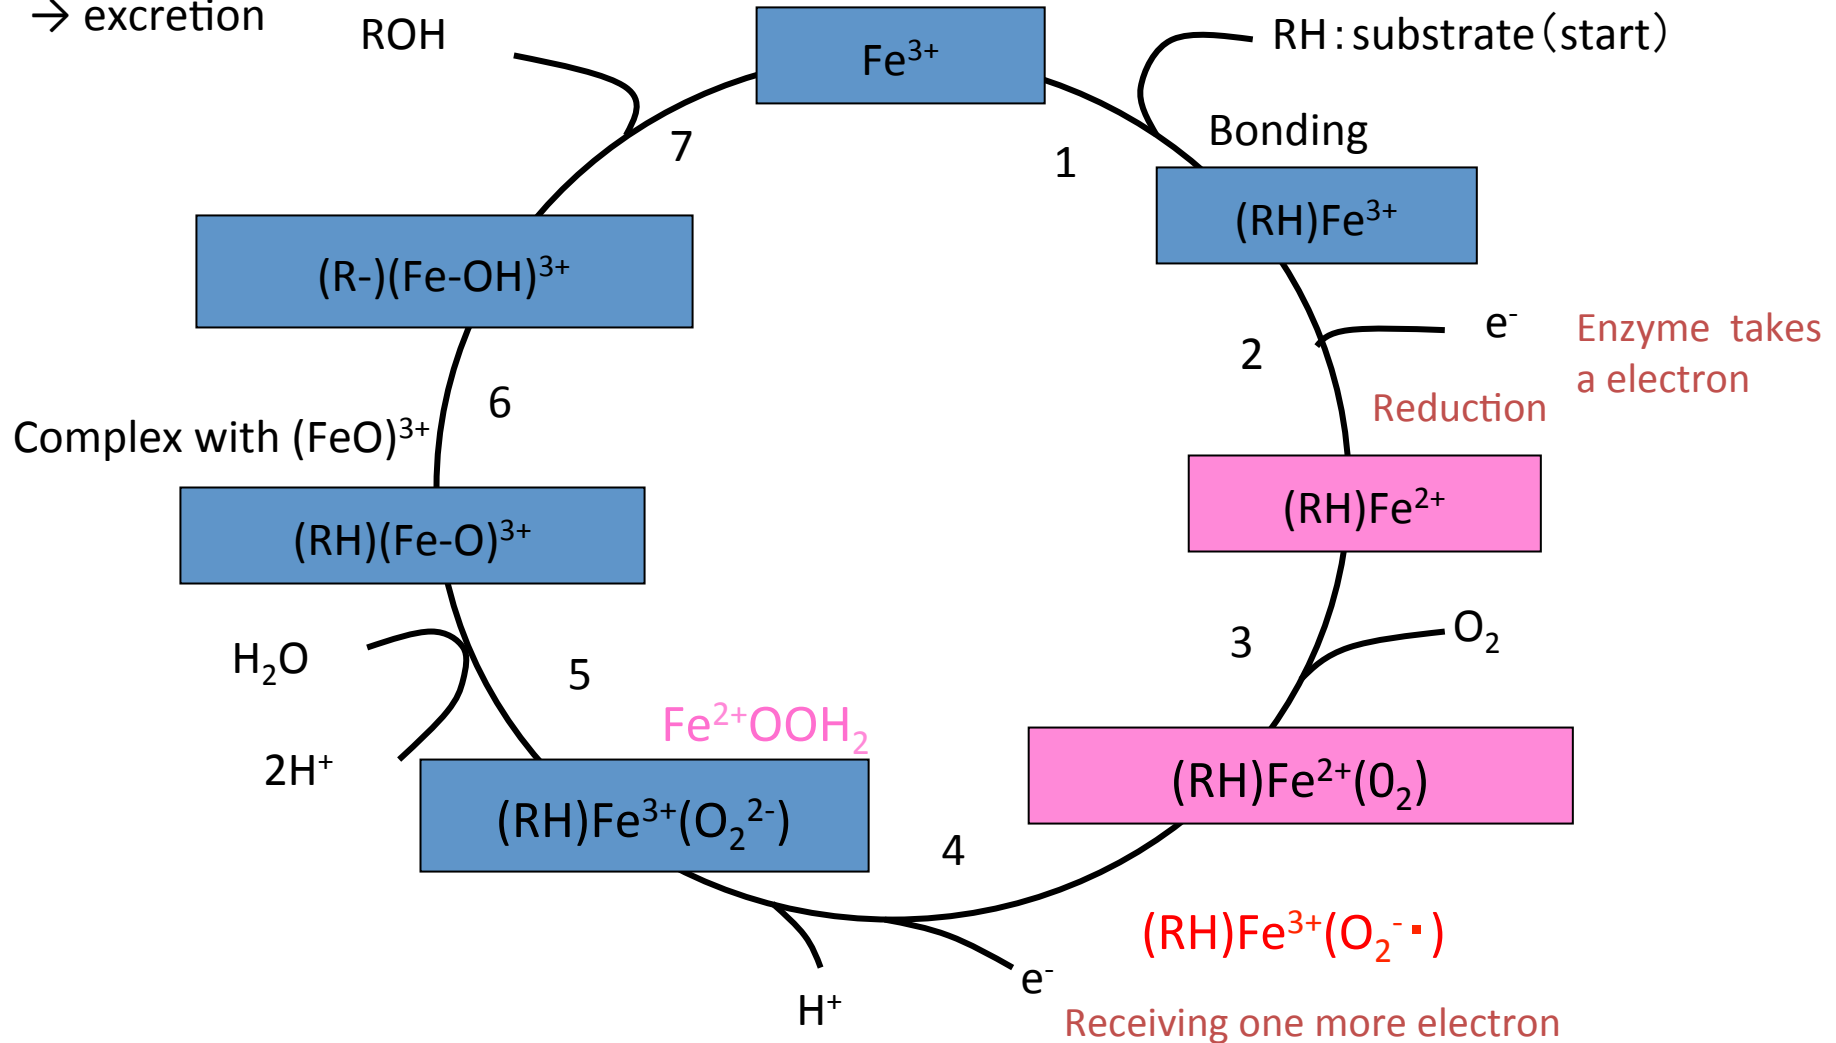 → excretion
ROH
Fe³⁺
RH：substrate（start）
7
1
Bonding
(RH)Fe³⁺
(R-)(Fe-OH)³⁺
2
e⁻
Enzyme takes
a electron
Reduction
6
Complex with (FeO)³⁺
(RH)Fe²⁺
(RH)(Fe-O)³⁺
3
O₂
H₂O
5
Fe²⁺OOH₂
2H⁺
(RH)Fe²⁺(0₂)
(RH)Fe³⁺(O₂²⁻)
4
(RH)Fe³⁺(O₂⁻·)
e⁻
H⁺
Receiving one more electron